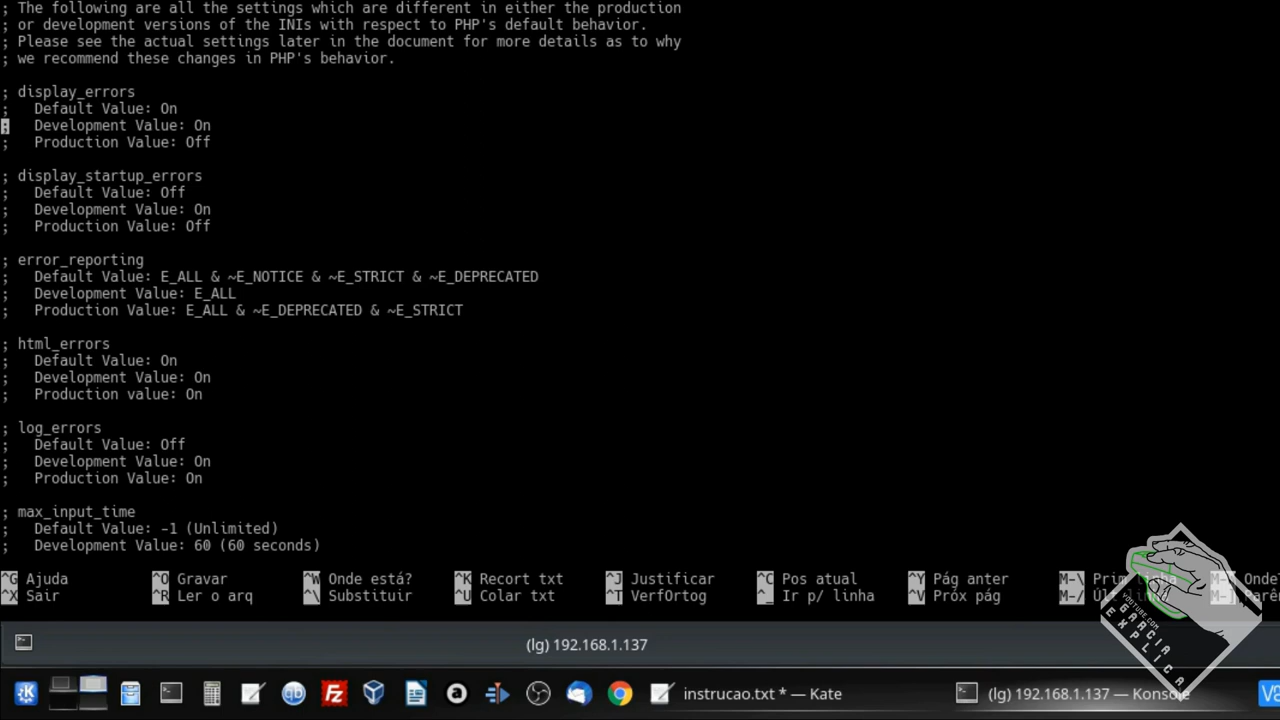 ; The following are all the settings which are different in either the production
; or development versions of the INIs with respect to PHP's default behavior.
; Please see the actual settings later in the document for more details as to why
; we recommend these changes in PHP's behavior.
; display_errors
;   Default Value: On
;   Development Value: On
;   Production Value: Off
; display_startup_errors
;   Default Value: Off
;   Development Value: On
;   Production Value: Off
; error_reporting
;   Default Value: E_ALL & ~E_NOTICE & ~E_STRICT & ~E_DEPRECATED
;   Development Value: E_ALL
;   Production Value: E_ALL & ~E_DEPRECATED & ~E_STRICT
; html_errors
;   Default Value: On
;   Development Value: On
;   Production value: On
; log_errors
;   Default Value: Off
;   Development Value: On
;   Production Value: On
; max_input_time
;   Default Value: -1 (Unlimited)
;   Development Value: 60 (60 seconds)
^G Ajuda ^O Gravar ^W Onde está? ^K Recort txt ^J Justificar ^C Pos atual ^Y Pág anter M-\
^X Sair ^R Ler o arq ^\ Substituir ^U Colar txt ^T VerfOrtog ^_ Ir p/ linha ^V Próx pág M-/
YOUTUBE.COM
GARCIA
EXPLICA
(lg) 192.168.1.137
instrucao.txt * — Kate (lg) 192.168.1.137 — Konsole